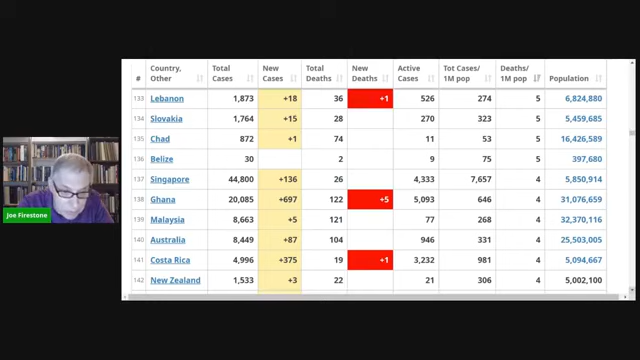 # Country, Other Total Cases New Cases Total Deaths New Deaths Active Cases Tot Cases/ 1M pop Deaths/ 1M pop Population
133 Lebanon 1,873 +18 36 +1 526 274 5 6,824,880
134 Slovakia 1,764 +15 28 270 323 5 5,459,685
135 Chad 872 +1 74 11 53 5 16,426,589
136 Belize 30 2 9 75 5 397,680
137 Singapore 44,800 +136 26 4,333 7,657 4 5,850,914
138 Ghana 20,085 +697 122 +5 5,093 646 4 31,076,659
139 Malaysia 8,663 +5 121 77 268 4 32,370,116
140 Australia 8,449 +87 104 946 331 4 25,503,005
141 Costa Rica 4,996 +375 19 +1 3,232 981 4 5,094,667
142 New Zealand 1,533 +3 22 21 306 4 5,002,100
Joe Firestone